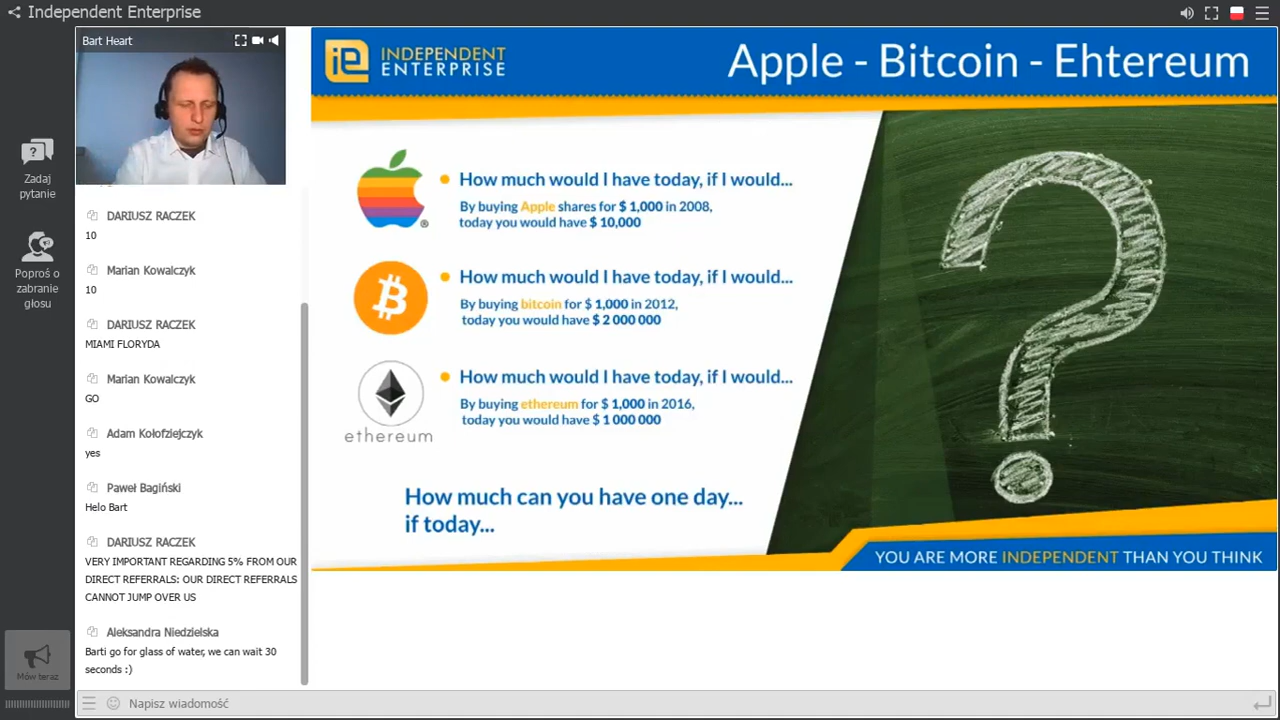 Independent Enterprise
Bart Heart
Zadaj
pytanie
Poproś o
zabranie
głosu
Mów teraz
DARIUSZ RACZEK
10
Marian Kowalczyk
10
DARIUSZ RACZEK
MIAMI FLORYDA
Marian Kowalczyk
GO
Adam Kołofziejczyk
yes
Paweł Bagiński
Helo Bart
DARIUSZ RACZEK
VERY IMPORTANT REGARDING 5% FROM OUR
DIRECT REFERRALS: OUR DIRECT REFERRALS
CANNOT JUMP OVER US
Aleksandra Niedzielska
Barti go for glass of water, we can wait 30
seconds :)
Napisz wiadomość
ie INDEPENDENT
ENTERPRISE
Apple - Bitcoin - Ehtereum
How much would I have today, if I would...
By buying Apple shares for $ 1,000 in 2008,
today you would have $ 10,000
How much would I have today, if I would...
By buying bitcoin for $ 1,000 in 2012,
today you would have $ 2 000 000
How much would I have today, if I would...
By buying ethereum for $ 1,000 in 2016,
today you would have $ 1 000 000
ethereum
How much can you have one day...
if today...
?
YOU ARE MORE INDEPENDENT THAN YOU THINK